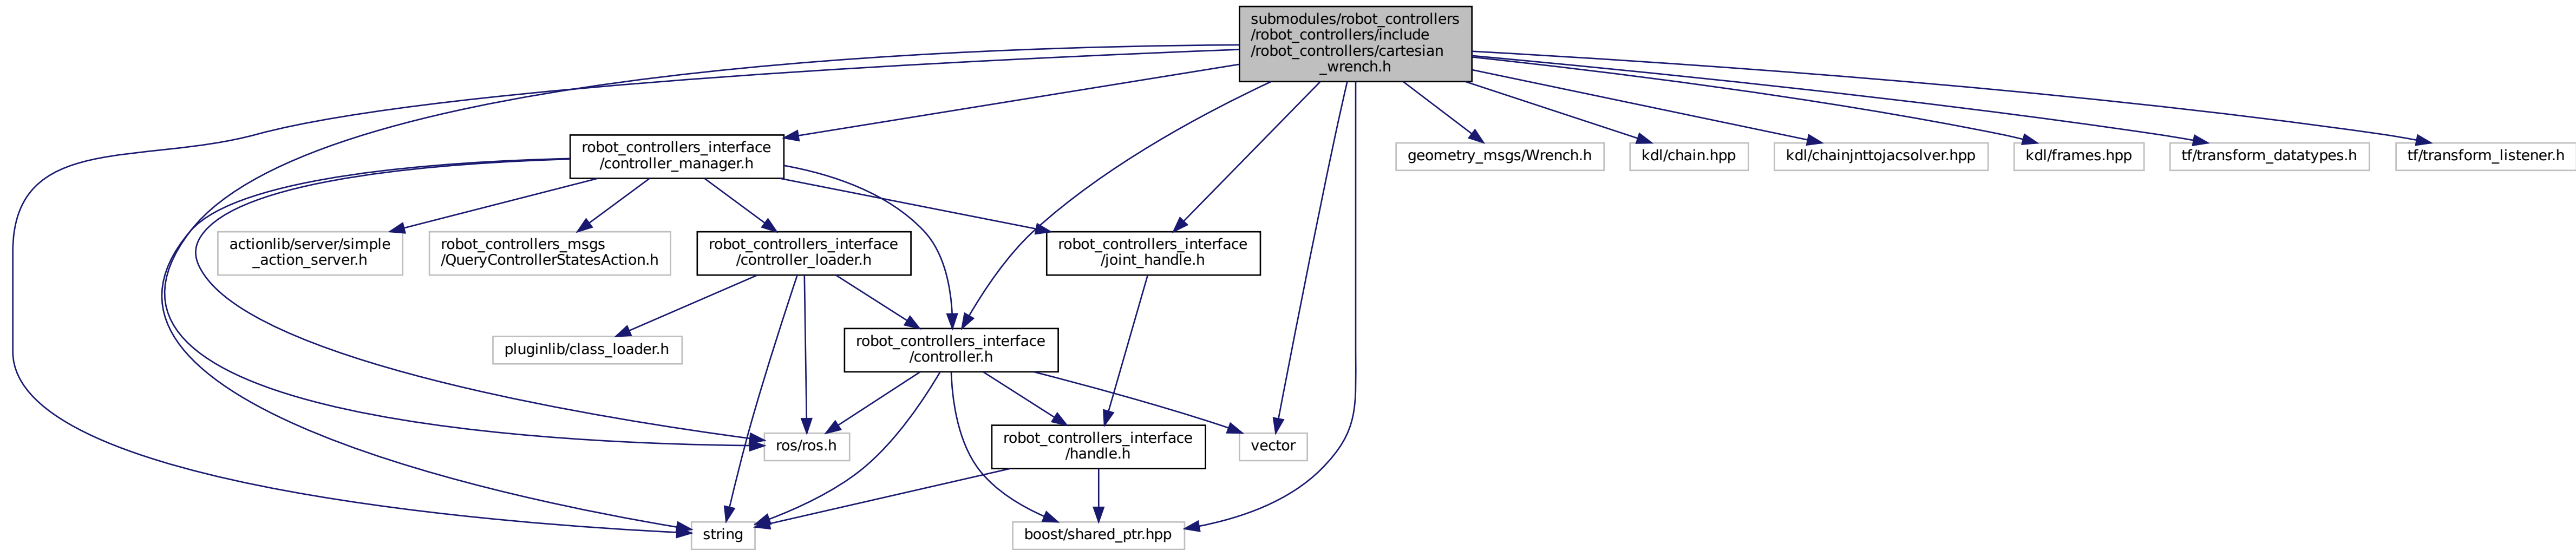 submodules/robot_controllers
/robot_controllers/include
/robot_controllers/cartesian
_wrench.h
robot_controllers_interface
/controller_manager.h
geometry_msgs/Wrench.h
kdl/chain.hpp
kdl/chainjnttojacsolver.hpp
kdl/frames.hpp
tf/transform_datatypes.h
tf/transform_listener.h
actionlib/server/simple
_action_server.h
robot_controllers_msgs
/QueryControllerStatesAction.h
robot_controllers_interface
/controller_loader.h
robot_controllers_interface
/joint_handle.h
pluginlib/class_loader.h
robot_controllers_interface
/controller.h
ros/ros.h
robot_controllers_interface
/handle.h
vector
string
boost/shared_ptr.hpp